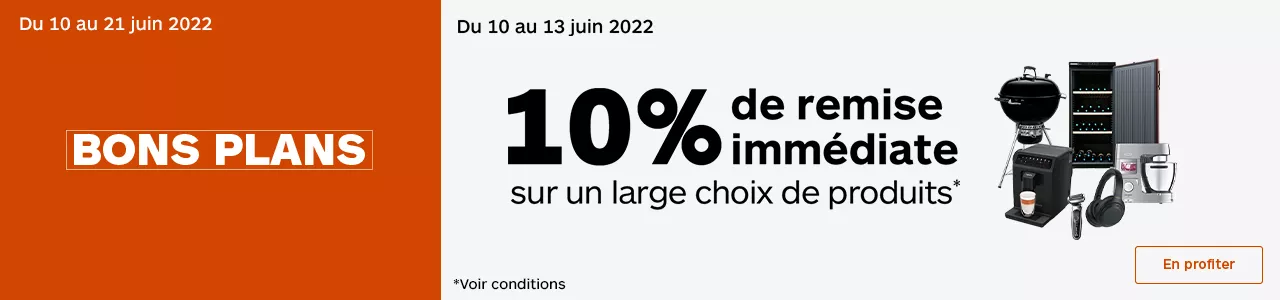 Du 10 au 21 juin 2022
BONS PLANS
Du 10 au 13 juin 2022
10% de remise
immédiate
sur un large choix de produits*
*Voir conditions
En profiter